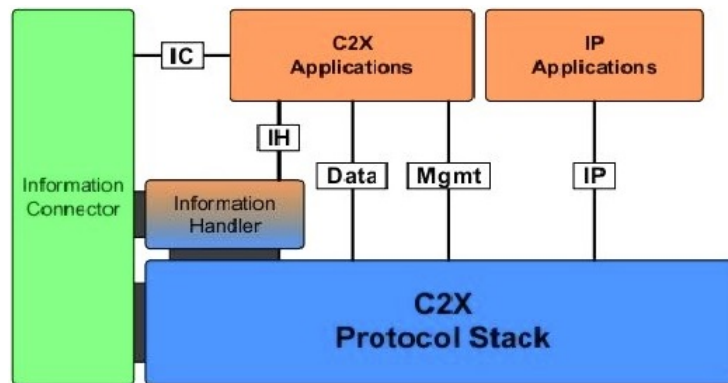 C2X
Applications
IP
Applications
IC
IH
Data
Mgmt
IP
Information
Connector
Information
Handler
C2X
Protocol Stack